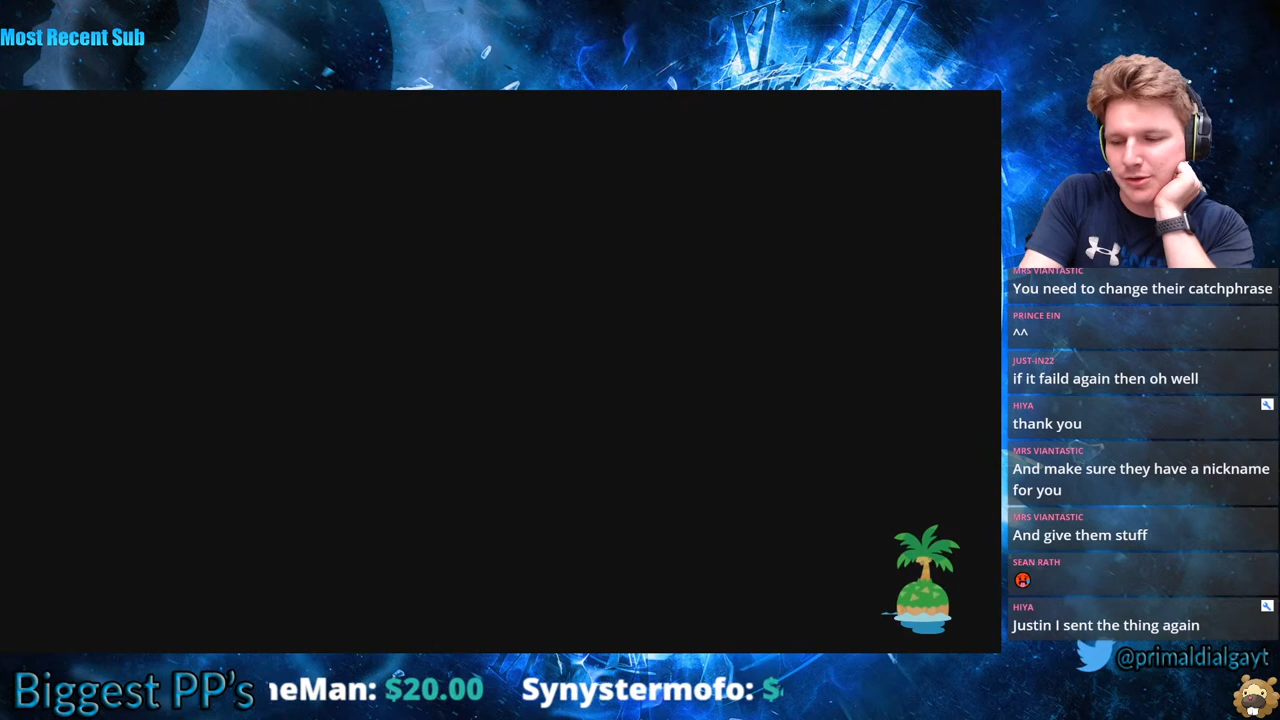 Most Recent Sub
MRS VIANTASTIC
You need to change their catchphrase
PRINCE EIN
^^
JUST-IN22
if it faild again then oh well
HIYA
thank you
MRS VIANTASTIC
And make sure they have a nickname
for you
MRS VIANTASTIC
And give them stuff
SEAN RATH
HIYA
Justin I sent the thing again
@primaldialgayt
Biggest PP's
neMan: $20.00 Synystermofo: $